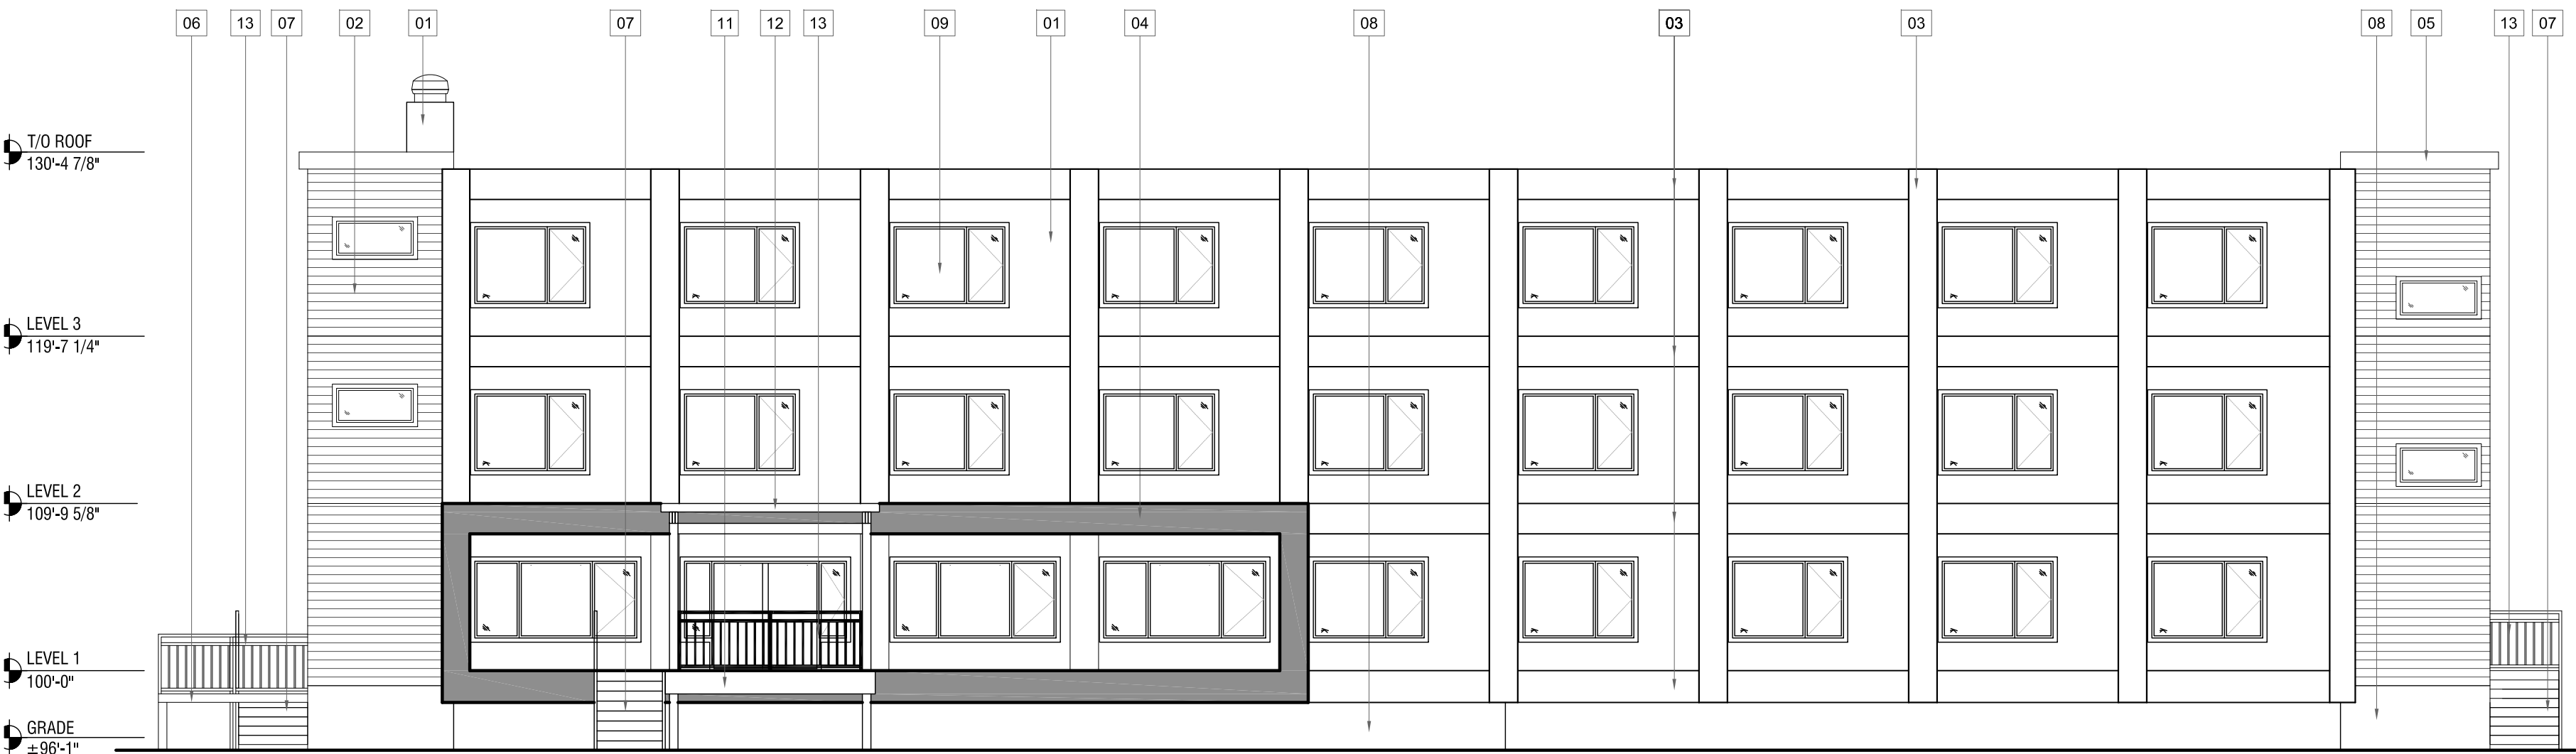 06 13 07 02 01 07 11 12 13 09 01 04 08 03 03 08 05 13 07
T/O ROOF
130'-4 7/8"
LEVEL 3
119'-7 1/4"
LEVEL 2
109'-9 5/8"
LEVEL 1
100'-0"
GRADE
±96'-1"